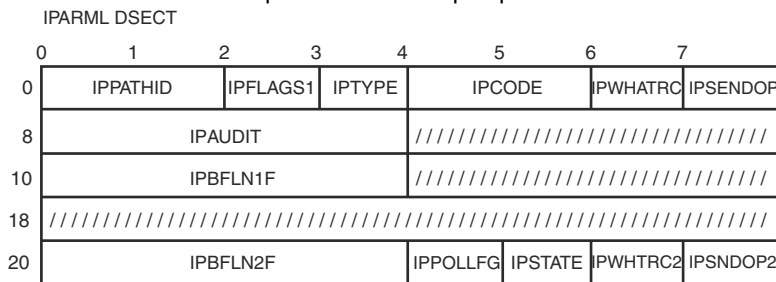 IPARML DSECT
0 1 2 3 4 5 6 7
0 IPPATHID IPFLAGS1 IPTYPE IPCODE IPWHATRC IPSENDOP
8 IPAUDIT /////////////////////////////////
10 IPBFLN1F /////////////////////////////////
18 ///////////////////////////////////////////////////////////////////
20 IPBFLN2F IPPOLLFG IPSTATE IPWHTRC2 IPSNDOP2